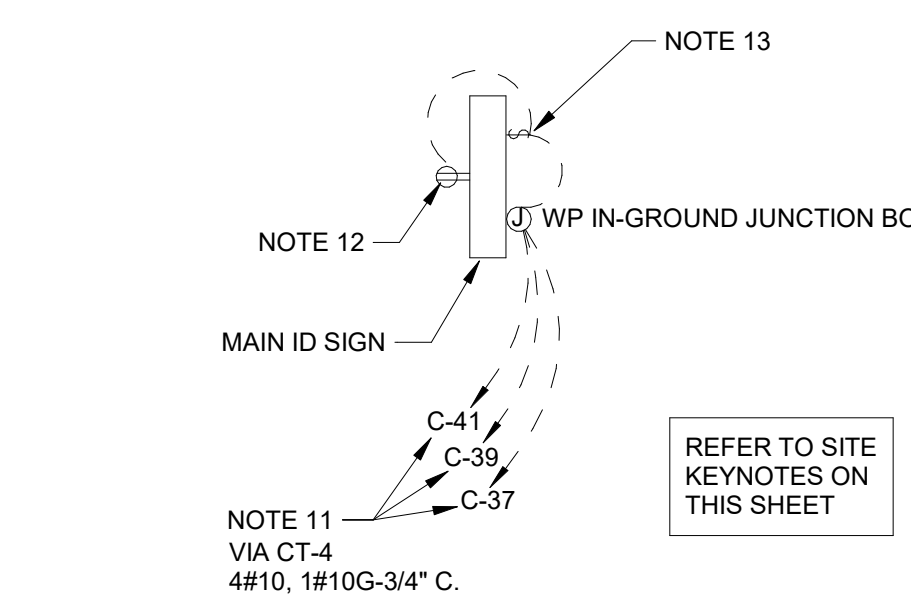 NOTE 13
J WP IN-GROUND JUNCTION
NOTE 12
MAIN ID SIGN
C-41
C-39
C-37
REFER TO SITE
KEYNOTES ON
THIS SHEET
NOTE 11
VIA CT-4
4#10, 1#10G-3/4" C.